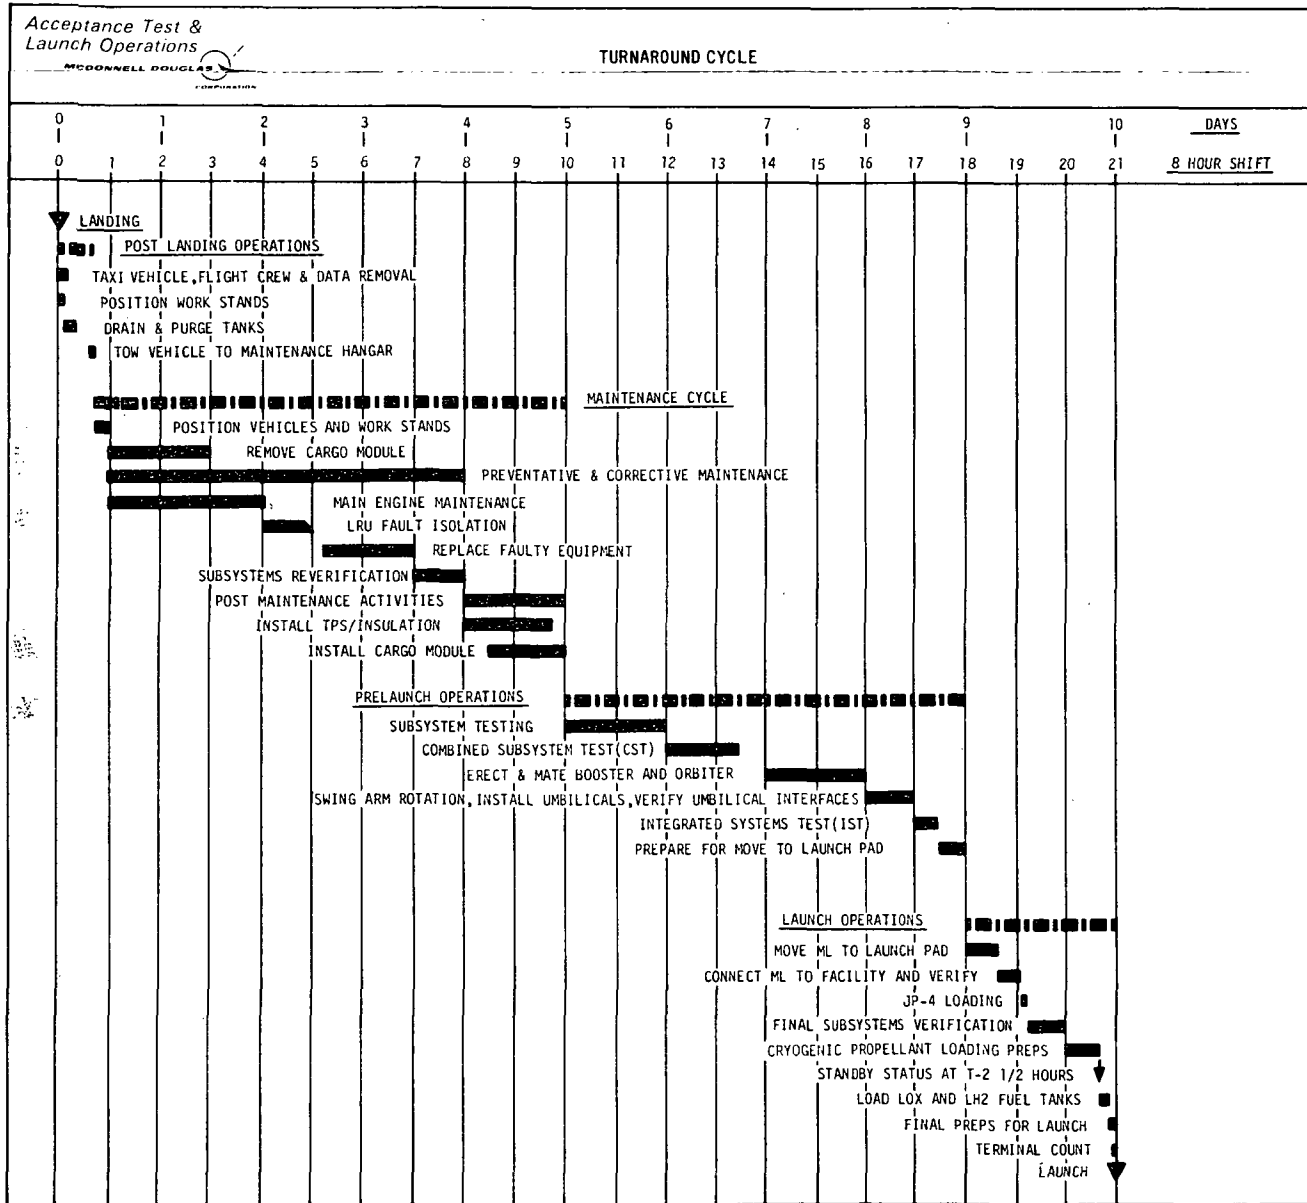 Acceptance Test &
Launch Operations
MCDONNELL DOUGLAS
CORPORATION
TURNAROUND CYCLE
0 1 2 3 4 5 6 7 8 9 10 DAYS
0 1 2 3 4 5 6 7 8 9 10 11 12 13 14 15 16 17 18 19 20 21 8 HOUR SHIFT
LANDING
POST LANDING OPERATIONS
TAXI VEHICLE, FLIGHT CREW & DATA REMOVAL
POSITION WORK STANDS
DRAIN & PURGE TANKS
TOW VEHICLE TO MAINTENANCE HANGAR
MAINTENANCE CYCLE
POSITION VEHICLES AND WORK STANDS
REMOVE CARGO MODULE
PREVENTATIVE & CORRECTIVE MAINTENANCE
MAIN ENGINE MAINTENANCE
LRU FAULT ISOLATION
REPLACE FAULTY EQUIPMENT
SUBSYSTEMS REVERIFICATION
POST MAINTENANCE ACTIVITIES
INSTALL TPS/INSULATION
INSTALL CARGO MODULE
PRELAUNCH OPERATIONS
SUBSYSTEM TESTING
COMBINED SUBSYSTEM TEST(CST)
ERECT & MATE BOOSTER AND ORBITER
SWING ARM ROTATION, INSTALL UMBILICALS, VERIFY UMBILICAL INTERFACES
INTEGRATED SYSTEMS TEST(IST)
PREPARE FOR MOVE TO LAUNCH PAD
LAUNCH OPERATIONS
MOVE ML TO LAUNCH PAD
CONNECT ML TO FACILITY AND VERIFY
JP-4 LOADING
FINAL SUBSYSTEMS VERIFICATION
CRYOGENIC PROPELLANT LOADING PREPS
STANDBY STATUS AT T-2 1/2 HOURS
LOAD LOX AND LH2 FUEL TANKS
FINAL PREPS FOR LAUNCH
TERMINAL COUNT
LAUNCH